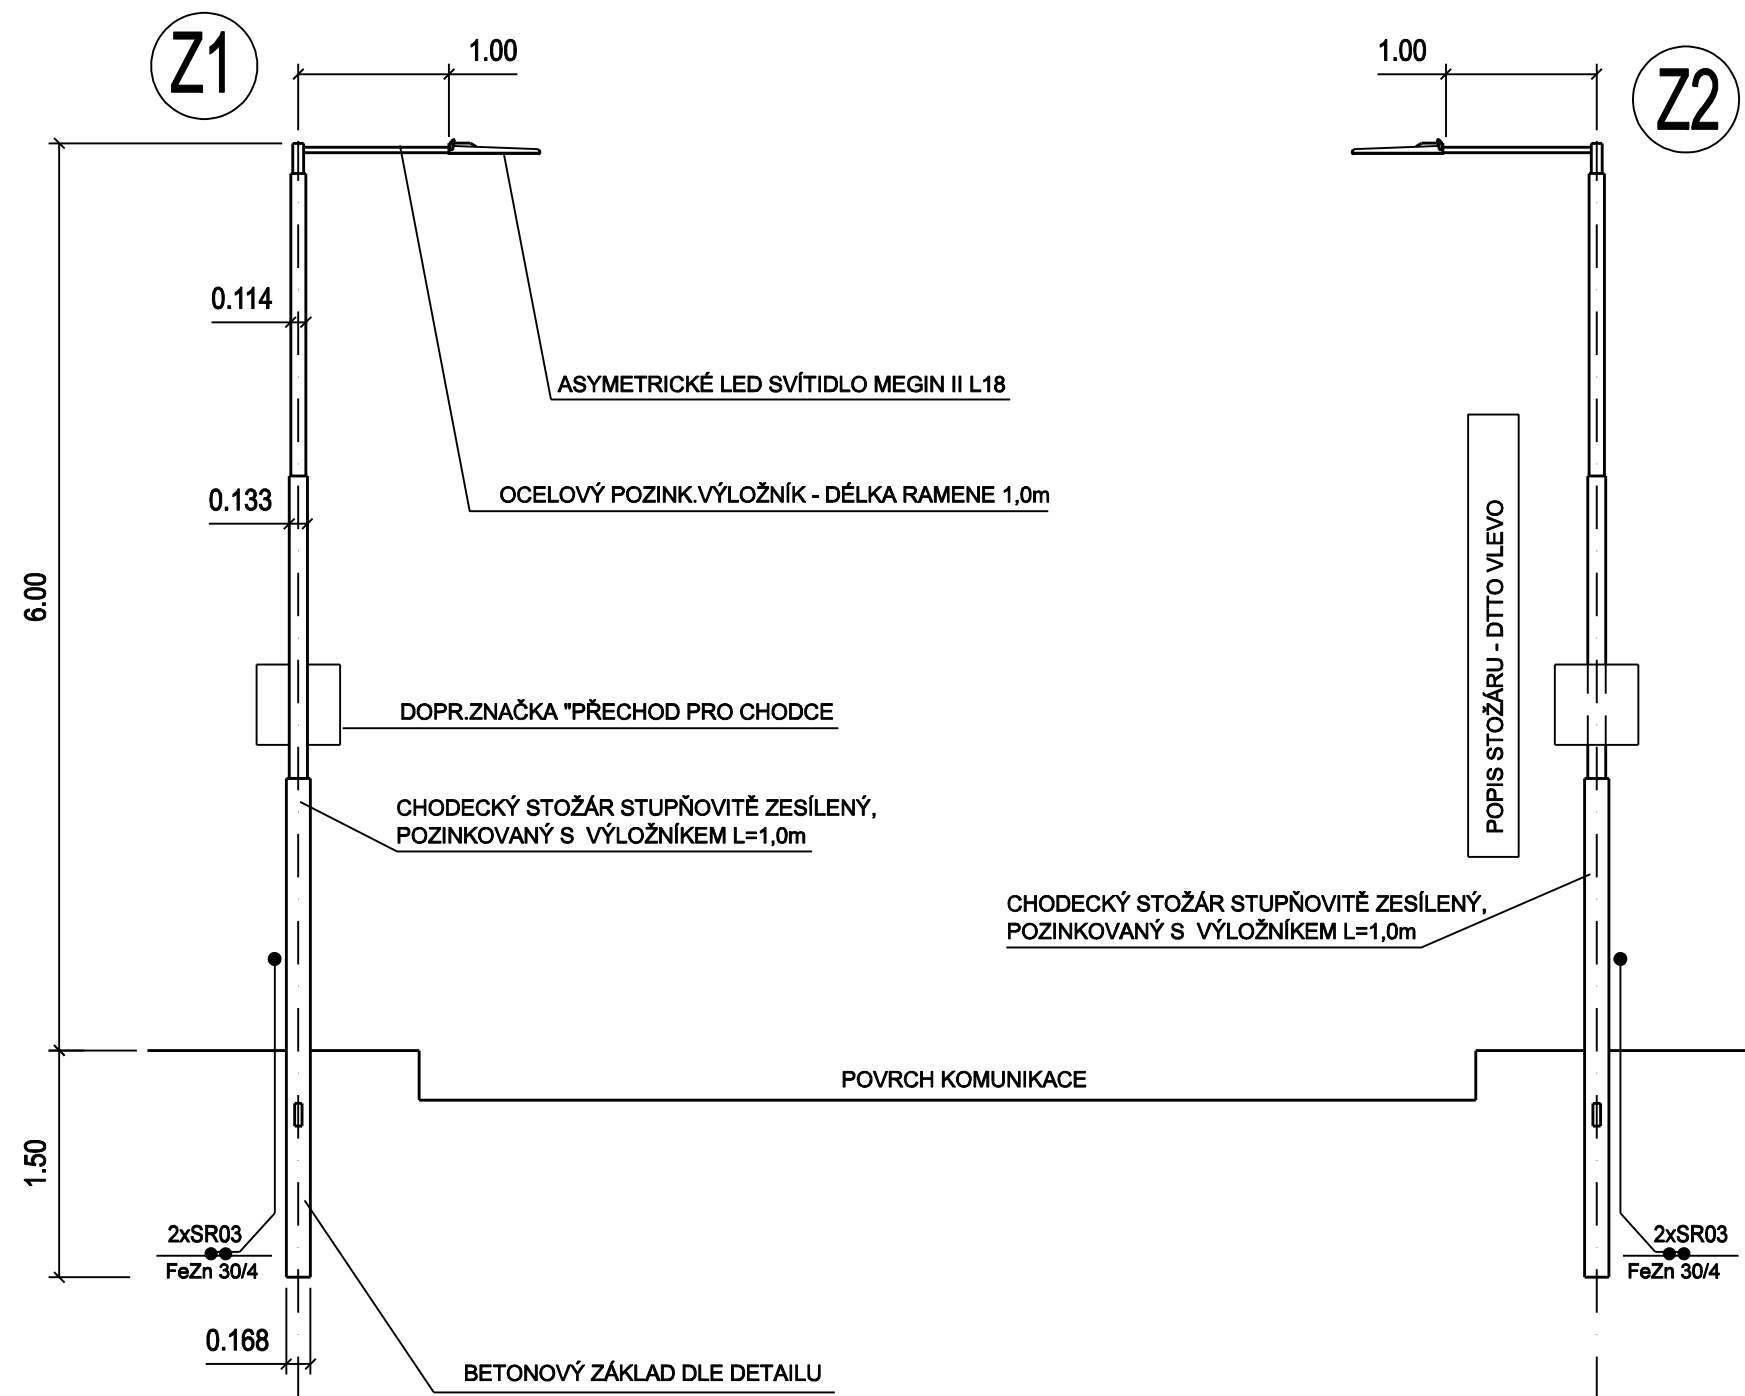 Z1
1.00
1.00
Z2
0.114
ASYMETRICKÉ LED SVÍTIDLO MEGIN II L18
OCELOVÝ POZINK.VÝLOŽNÍK - DÉLKA RAMENE 1,0m
0.133
6.00
POPIS STOŽÁRU - DTTO VLEVO
DOPR.ZNAČKA "PŘECHOD PRO CHODCE
CHODECKÝ STOŽÁR STUPŇOVITĚ ZESÍLENÝ,
POZINKOVANÝ S VÝLOŽNÍKEM L=1,0m
CHODECKÝ STOŽÁR STUPŇOVITĚ ZESÍLENÝ,
POZINKOVANÝ S VÝLOŽNÍKEM L=1,0m
POVRCH KOMUNIKACE
1.50
2xSR03
FeZn 30/4
2xSR03
FeZn 30/4
0.168
BETONOVÝ ZÁKLAD DLE DETAILU